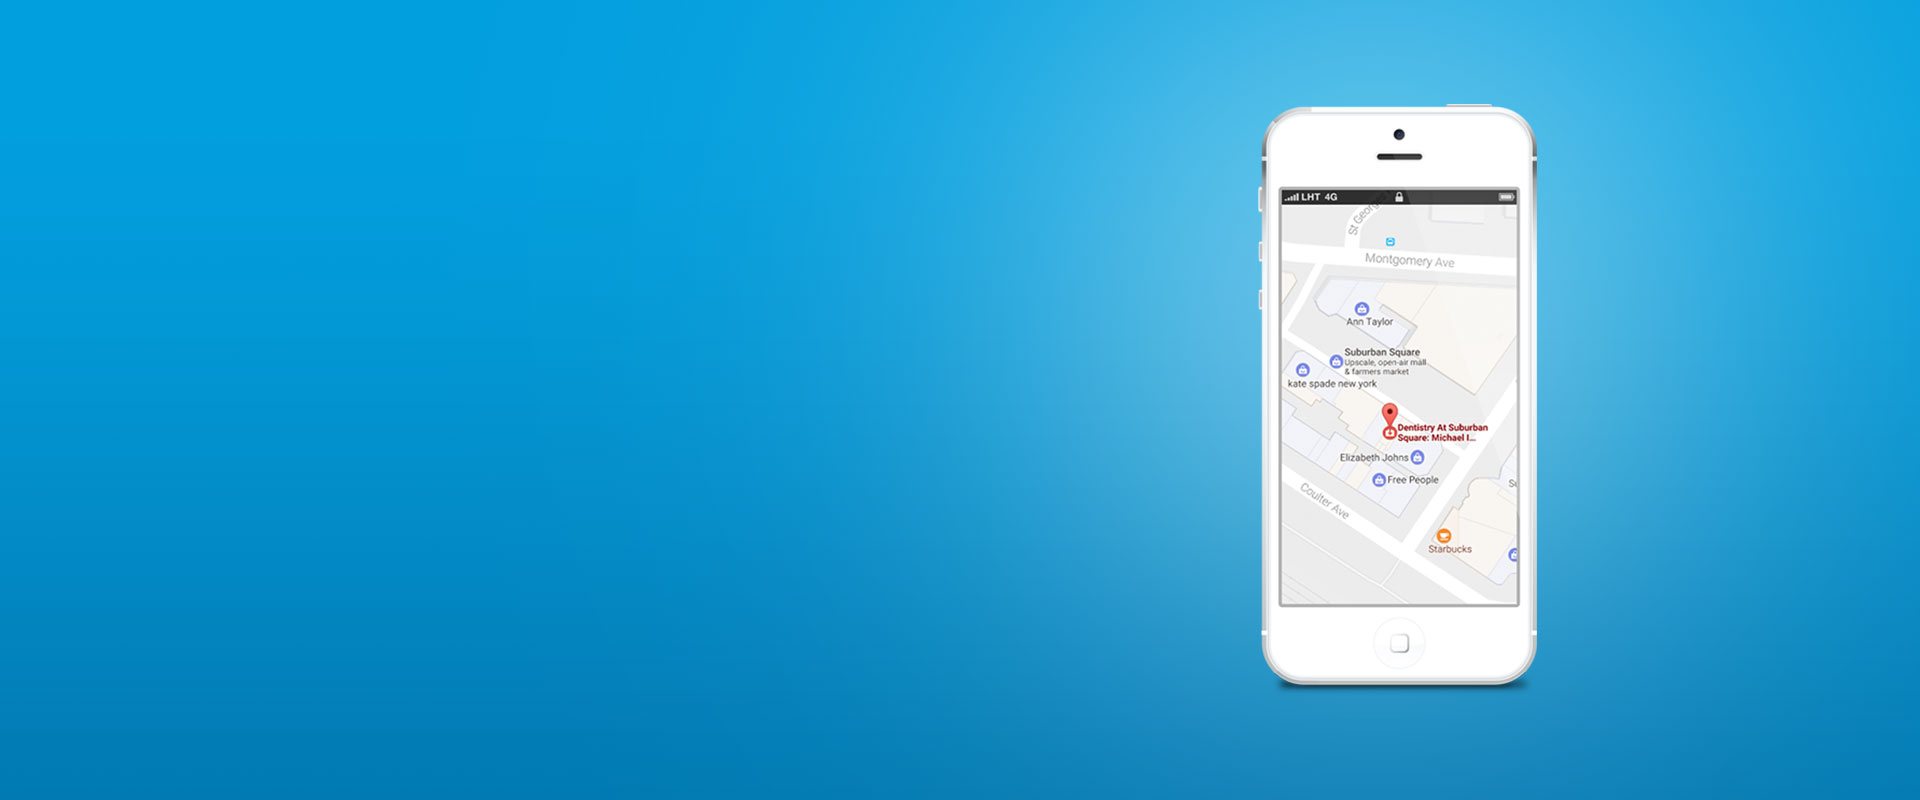 LHT 4G
St Georges
Montgomery Ave
Ann Taylor
Suburban Square
Upscale, open-air mall
& farmers market
kate spade new york
Dentistry At Suburban
Square: Michael I...
Elizabeth Johns
Free People
Coulter Ave
Starbucks